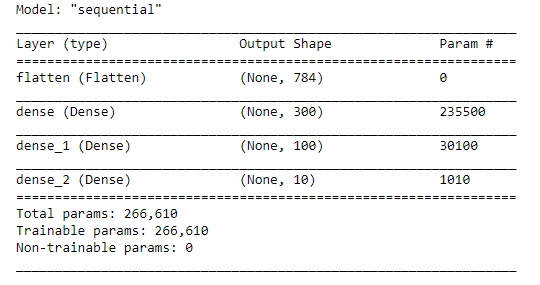 Model: "sequential"
Layer (type) Output Shape Param #
flatten (Flatten) (None, 784) 0
dense (Dense) (None, 300) 235500
dense_1 (Dense) (None, 100) 30100
dense_2 (Dense) (None, 10) 1010
Total params: 266,610
Trainable params: 266,610
Non-trainable params: 0